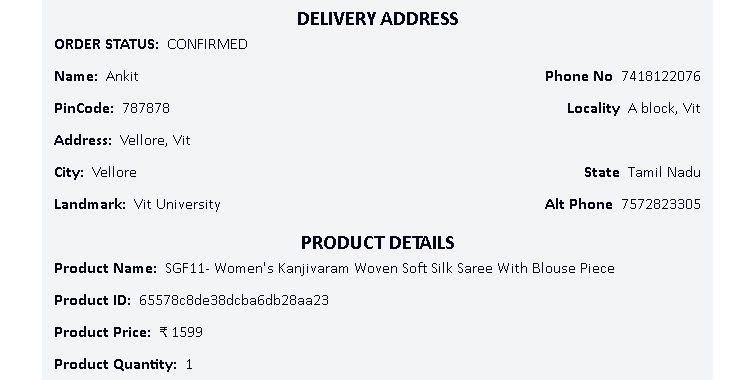 DELIVERY ADDRESS
ORDER STATUS: CONFIRMED
Name: Ankit Phone No 7418122076
PinCode: 787878 Locality A block, Vit
Address: Vellore, Vit
City: Vellore State Tamil Nadu
Landmark: Vit University Alt Phone 7572823305
PRODUCT DETAILS
Product Name: SGF11- Women's Kanjivaram Woven Soft Silk Saree With Blouse Piece
Product ID: 65578c8de38dcba6db28aa23
Product Price: ₹ 1599
Product Quantity: 1